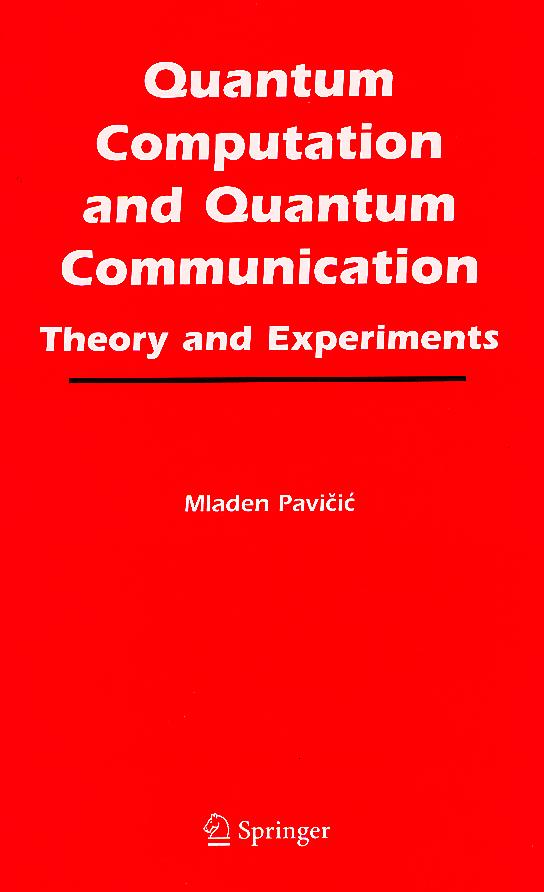 Quantum
Computation
and Quantum
Communication
Theory and Experiments
Mladen Pavičić
Springer